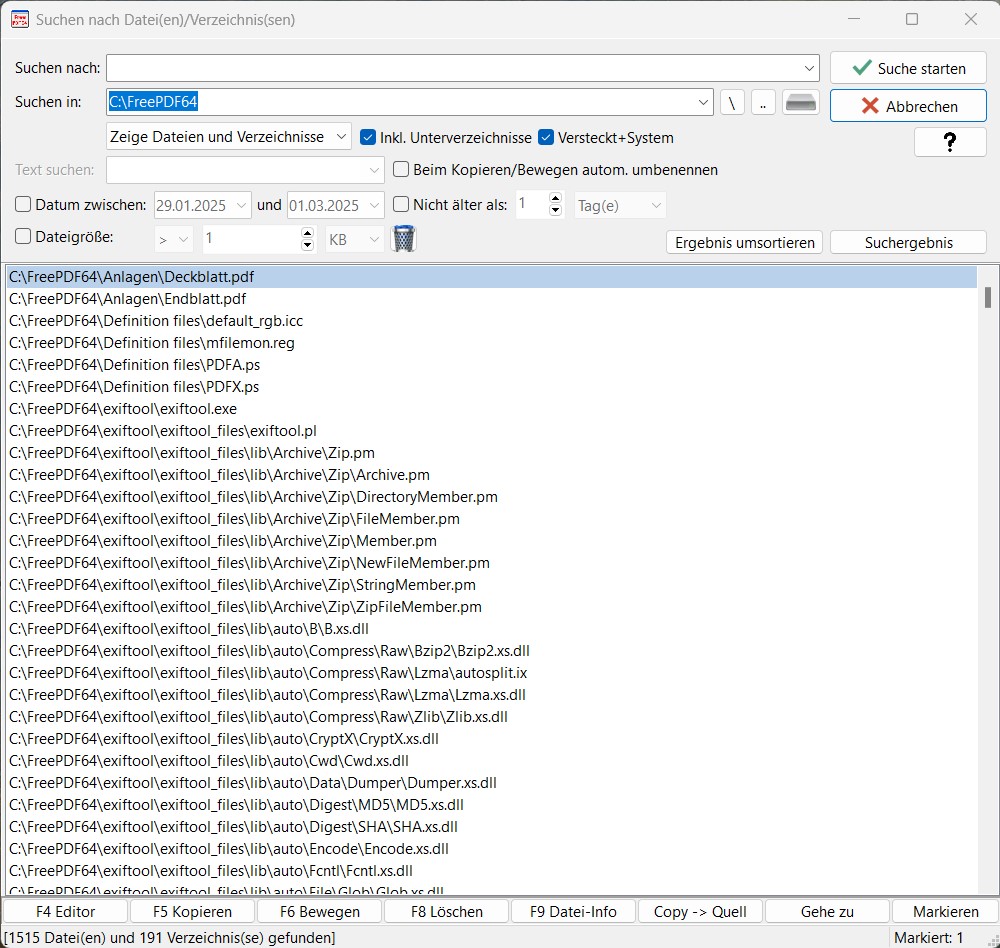 Suchen nach Datei(en)/Verzeichnis(sen)
Suchen nach:
Suche starten
Suchen in: C:\FreePDF64 \ ..
Abbrechen
Zeige Dateien und Verzeichnisse Inkl. Unterverzeichnisse Versteckt+System
?
Text suchen: Beim Kopieren/Bewegen autom. umbenennen
Datum zwischen: 29.01.2025 und 01.03.2025 Nicht älter als: 1 Tag(e)
Dateigröße: > 1 KB
Ergebnis umsortieren Suchergebnis
C:\FreePDF64\Anlagen\Deckblatt.pdf
C:\FreePDF64\Anlagen\Endblatt.pdf
C:\FreePDF64\Definition files\default_rgb.icc
C:\FreePDF64\Definition files\mfilemon.reg
C:\FreePDF64\Definition files\PDFA.ps
C:\FreePDF64\Definition files\PDFX.ps
C:\FreePDF64\exiftool\exiftool.exe
C:\FreePDF64\exiftool\exiftool_files\exiftool.pl
C:\FreePDF64\exiftool\exiftool_files\lib\Archive\Zip.pm
C:\FreePDF64\exiftool\exiftool_files\lib\Archive\Zip\Archive.pm
C:\FreePDF64\exiftool\exiftool_files\lib\Archive\Zip\DirectoryMember.pm
C:\FreePDF64\exiftool\exiftool_files\lib\Archive\Zip\FileMember.pm
C:\FreePDF64\exiftool\exiftool_files\lib\Archive\Zip\Member.pm
C:\FreePDF64\exiftool\exiftool_files\lib\Archive\Zip\NewFileMember.pm
C:\FreePDF64\exiftool\exiftool_files\lib\Archive\Zip\StringMember.pm
C:\FreePDF64\exiftool\exiftool_files\lib\Archive\Zip\ZipFileMember.pm
C:\FreePDF64\exiftool\exiftool_files\lib\auto\B\B.xs.dll
C:\FreePDF64\exiftool\exiftool_files\lib\auto\Compress\Raw\Bzip2\Bzip2.xs.dll
C:\FreePDF64\exiftool\exiftool_files\lib\auto\Compress\Raw\Lzma\autosplit.ix
C:\FreePDF64\exiftool\exiftool_files\lib\auto\Compress\Raw\Lzma\Lzma.xs.dll
C:\FreePDF64\exiftool\exiftool_files\lib\auto\Compress\Raw\Zlib\Zlib.xs.dll
C:\FreePDF64\exiftool\exiftool_files\lib\auto\CryptX\CryptX.xs.dll
C:\FreePDF64\exiftool\exiftool_files\lib\auto\Cwd\Cwd.xs.dll
C:\FreePDF64\exiftool\exiftool_files\lib\auto\Data\Dumper\Dumper.xs.dll
C:\FreePDF64\exiftool\exiftool_files\lib\auto\Digest\MD5\MD5.xs.dll
C:\FreePDF64\exiftool\exiftool_files\lib\auto\Digest\SHA\SHA.xs.dll
C:\FreePDF64\exiftool\exiftool_files\lib\auto\Encode\Encode.xs.dll
C:\FreePDF64\exiftool\exiftool_files\lib\auto\Fcntl\Fcntl.xs.dll
C:\FreePDF64\exiftool\exiftool_files\lib\auto\File\Glob\Glob.xs.dll
F4 Editor F5 Kopieren F6 Bewegen F8 Löschen F9 Datei-Info Copy -> Quell Gehe zu Markieren
[1515 Datei(en) und 191 Verzeichnis(se) gefunden] Markiert: 1